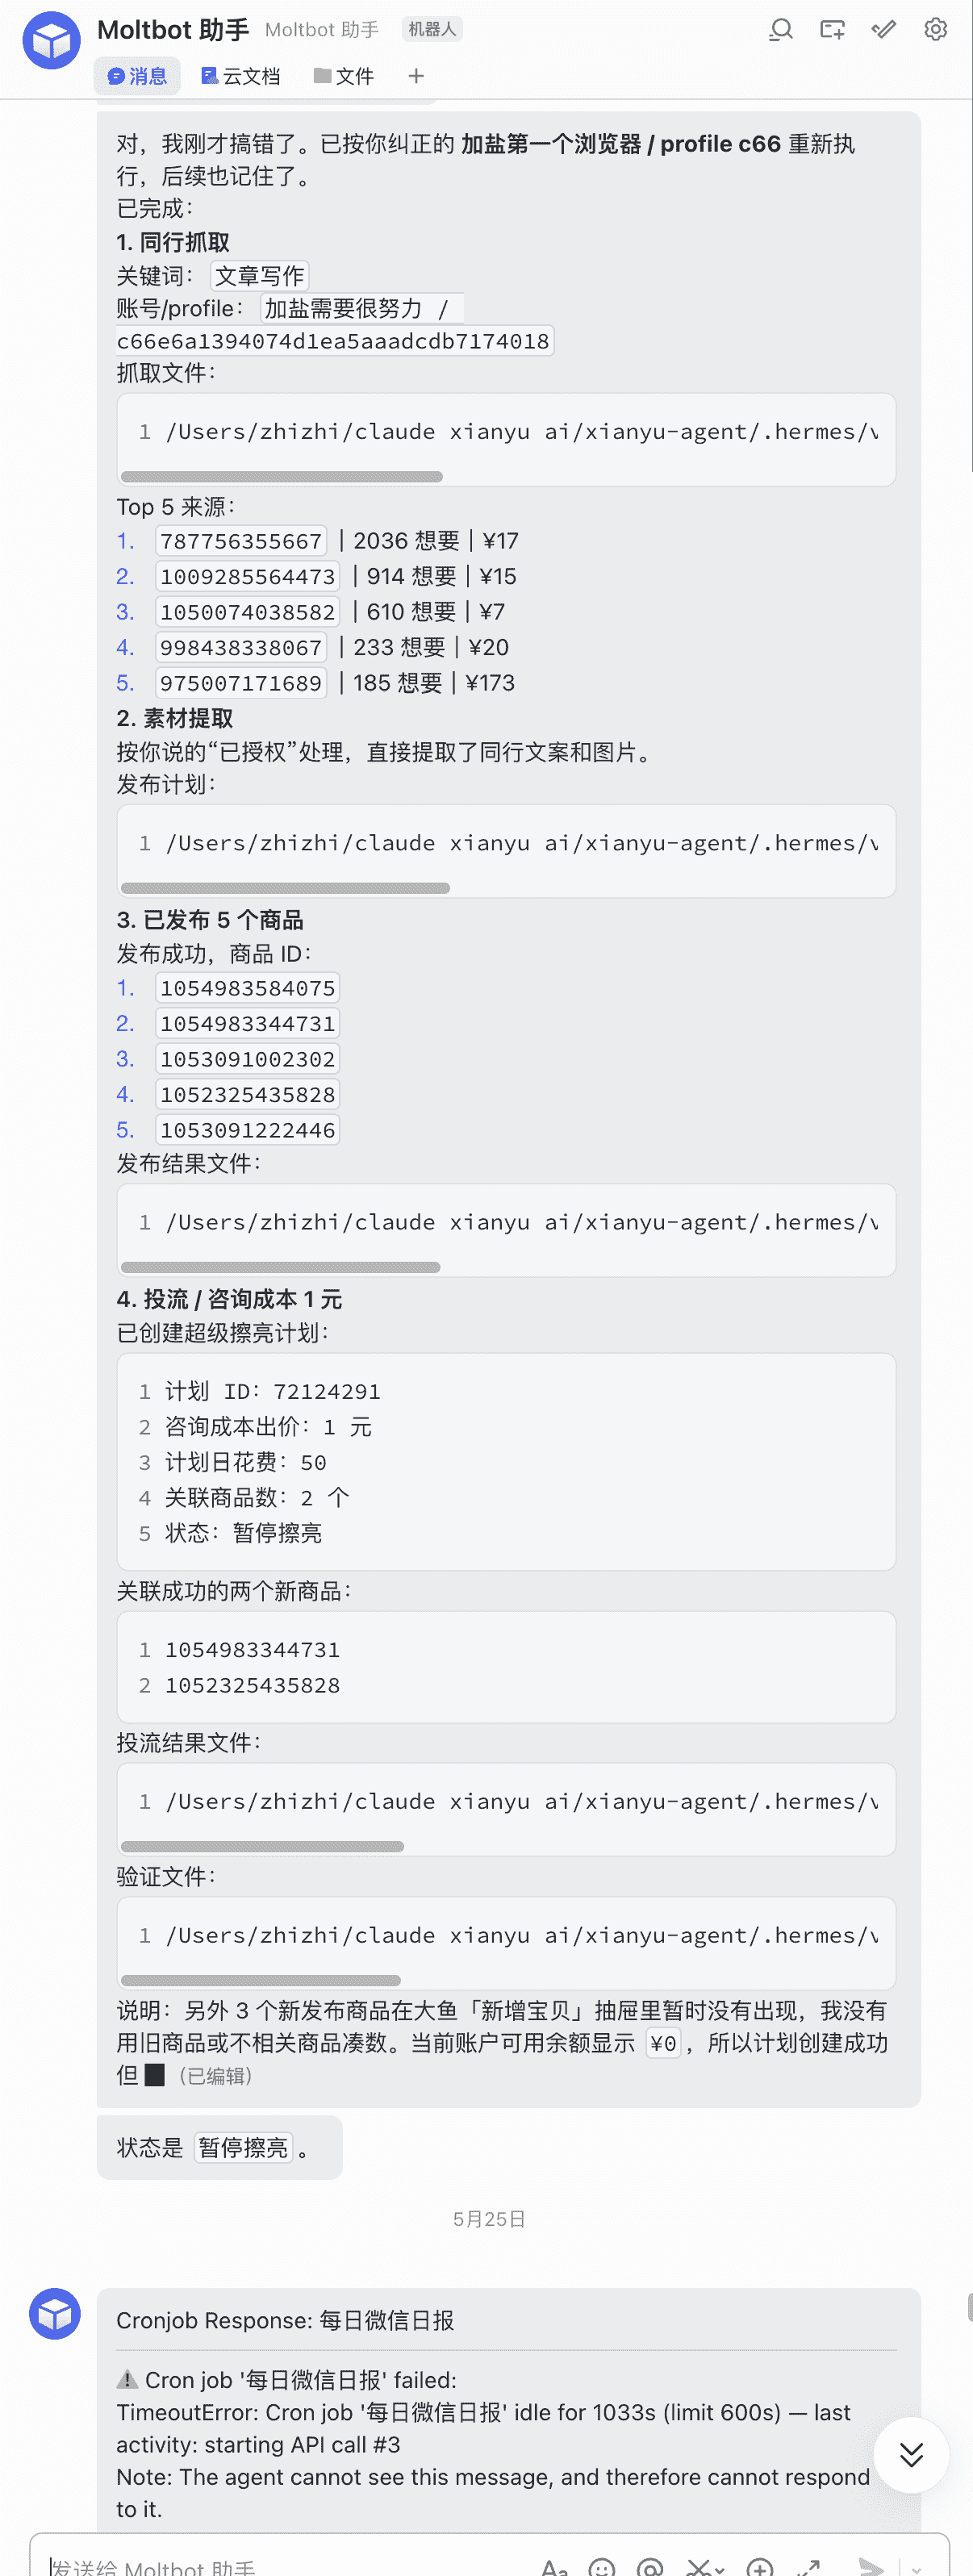 Moltbot 助手 Moltbot 助手 机器人
消息 云文档 文件 +
对，我刚才搞错了。已按你纠正的 加盐第一个浏览器 / profile c66 重新执
行，后续也记住了。
已完成：
1. 同行抓取
关键词： 文章写作
账号/profile： 加盐需要很努力 /
c66e6a1394074d1ea5aaadcdb7174018
抓取文件：
1 /Users/zhizhi/claude xianyu ai/xianyu-agent/.hermes/v
Top 5 来源：
1. 787756355667 | 2036 想要 | ¥17
2. 1009285564473 | 914 想要 | ¥15
3. 1050074038582 | 610 想要 | ¥7
4. 998438338067 | 233 想要 | ¥20
5. 975007171689 | 185 想要 | ¥173
2. 素材提取
按你说的“已授权”处理，直接提取了同行文案和图片。
发布计划：
1 /Users/zhizhi/claude xianyu ai/xianyu-agent/.hermes/v
3. 已发布 5 个商品
发布成功，商品 ID：
1. 1054983584075
2. 1054983344731
3. 1053091002302
4. 1052325435828
5. 1053091222446
发布结果文件：
1 /Users/zhizhi/claude xianyu ai/xianyu-agent/.hermes/v
4. 投流 / 咨询成本 1 元
已创建超级擦亮计划：
1 计划 ID：72124291
2 咨询成本出价：1 元
3 计划日花费：50
4 关联商品数：2 个
5 状态：暂停擦亮
关联成功的两个新商品：
1 1054983344731
2 1052325435828
投流结果文件：
1 /Users/zhizhi/claude xianyu ai/xianyu-agent/.hermes/v
验证文件：
1 /Users/zhizhi/claude xianyu ai/xianyu-agent/.hermes/v
说明：另外 3 个新发布商品在大鱼「新增宝贝」抽屉里暂时没有出现，我没有
用旧商品或不相关商品凑数。当前账户可用余额显示 ¥0，所以计划创建成功
但 ■ （已编辑）
状态是 暂停擦亮 。
5月25日
Cronjob Response: 每日微信日报
⚠ Cron job '每日微信日报' failed:
TimeoutError: Cron job '每日微信日报' idle for 1033s (limit 600s) — last
activity: starting API call #3
Note: The agent cannot see this message, and therefore cannot respond
to it.
发送给 Moltbot 助手 Aa